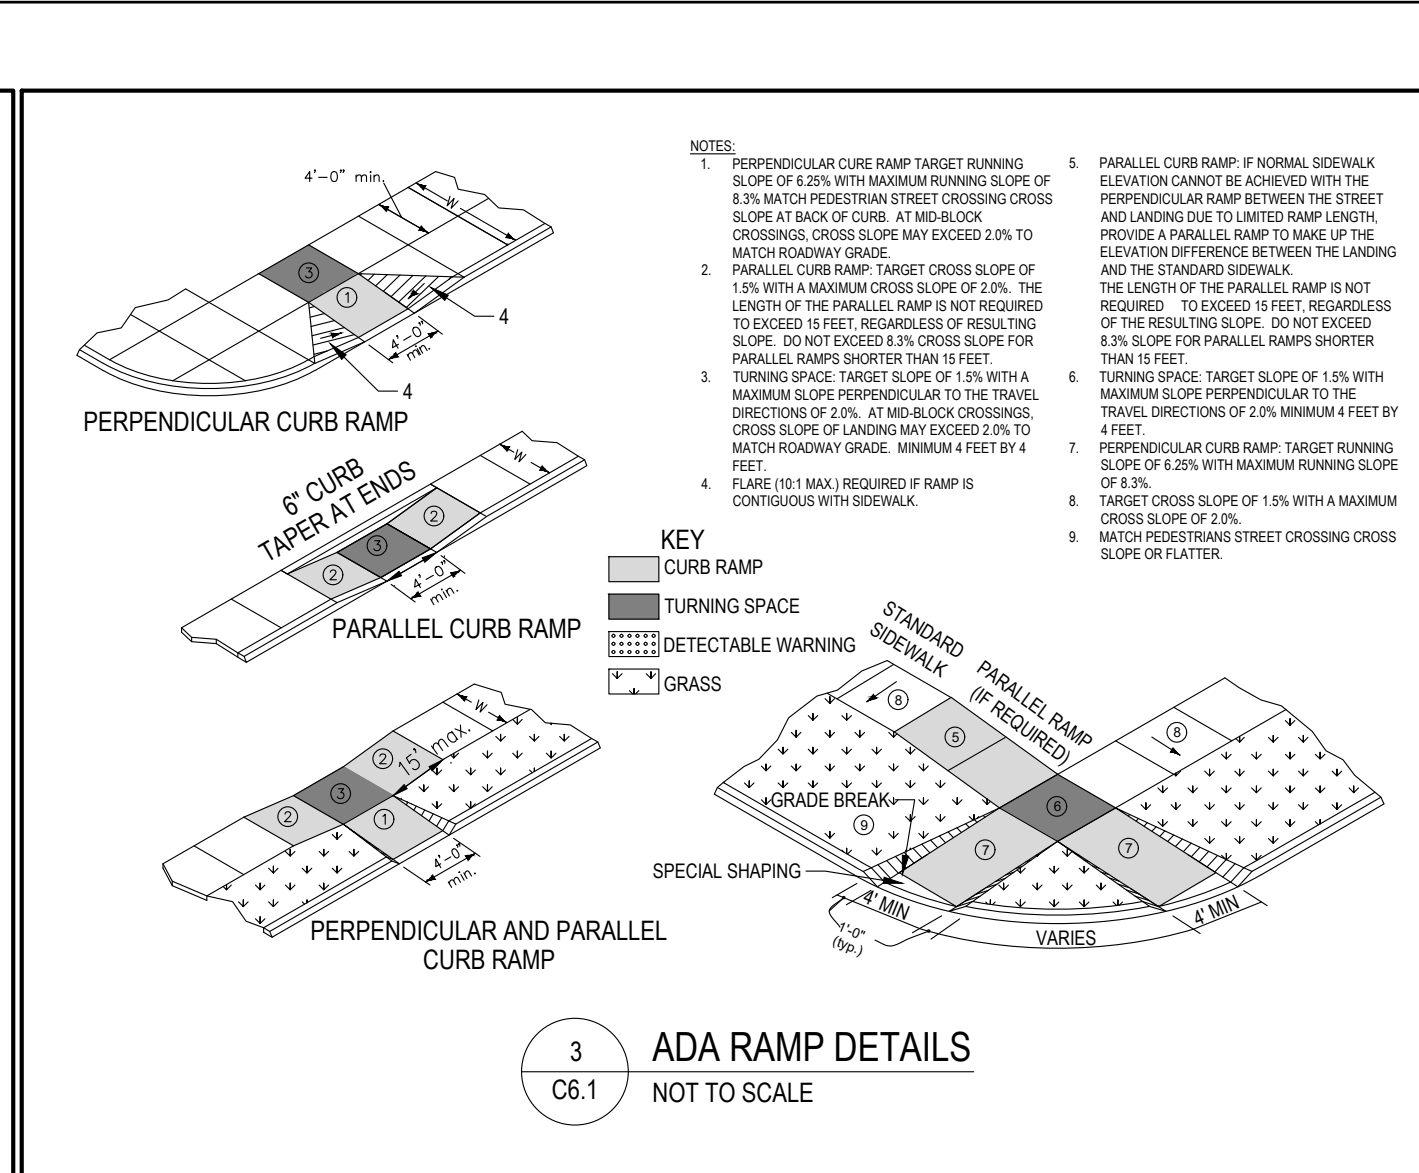 4'-0" min.
W
3
1
4
4'-0"
min.
4
PERPENDICULAR CURB RAMP
NOTES:
1. PERPENDICULAR CURE RAMP TARGET RUNNING
SLOPE OF 6.25% WITH MAXIMUM RUNNING SLOPE OF
8.3% MATCH PEDESTRIAN STREET CROSSING CROSS
SLOPE AT BACK OF CURB. AT MID-BLOCK
CROSSINGS, CROSS SLOPE MAY EXCEED 2.0% TO
MATCH ROADWAY GRADE.
2. PARALLEL CURB RAMP: TARGET CROSS SLOPE OF
1.5% WITH A MAXIMUM CROSS SLOPE OF 2.0%. THE
LENGTH OF THE PARALLEL RAMP IS NOT REQUIRED
TO EXCEED 15 FEET, REGARDLESS OF RESULTING
SLOPE. DO NOT EXCEED 8.3% CROSS SLOPE FOR
PARALLEL RAMPS SHORTER THAN 15 FEET.
3. TURNING SPACE: TARGET SLOPE OF 1.5% WITH A
MAXIMUM SLOPE PERPENDICULAR TO THE TRAVEL
DIRECTIONS OF 2.0%. AT MID-BLOCK CROSSINGS,
CROSS SLOPE OF LANDING MAY EXCEED 2.0% TO
MATCH ROADWAY GRADE. MINIMUM 4 FEET BY 4
FEET.
4. FLARE (10:1 MAX.) REQUIRED IF RAMP IS
CONTIGUOUS WITH SIDEWALK.
5. PARALLEL CURB RAMP: IF NORMAL SIDEWALK
ELEVATION CANNOT BE ACHIEVED WITH THE
PERPENDICULAR RAMP BETWEEN THE STREET
AND LANDING DUE TO LIMITED RAMP LENGTH,
PROVIDE A PARALLEL RAMP TO MAKE UP THE
ELEVATION DIFFERENCE BETWEEN THE LANDING
AND THE STANDARD SIDEWALK.
THE LENGTH OF THE PARALLEL RAMP IS NOT
REQUIRED TO EXCEED 15 FEET, REGARDLESS
OF THE RESULTING SLOPE. DO NOT EXCEED
8.3% SLOPE FOR PARALLEL RAMPS SHORTER
THAN 15 FEET.
6. TURNING SPACE: TARGET SLOPE OF 1.5% WITH
MAXIMUM SLOPE PERPENDICULAR TO THE
TRAVEL DIRECTIONS OF 2.0% MINIMUM 4 FEET BY
4 FEET.
7. PERPENDICULAR CURB RAMP: TARGET RUNNING
SLOPE OF 6.25% WITH MAXIMUM RUNNING SLOPE
OF 8.3%.
8. TARGET CROSS SLOPE OF 1.5% WITH A MAXIMUM
CROSS SLOPE OF 2.0%.
9. MATCH PEDESTRIANS STREET CROSSING CROSS
SLOPE OR FLATTER.
6" CURB
TAPER AT ENDS
W
2
3
2
4'-0"
min.
PARALLEL CURB RAMP
KEY
CURB RAMP
TURNING SPACE
DETECTABLE WARNING
GRASS
W
2
15' max.
3
2
1
4'-0"
min.
PERPENDICULAR AND PARALLEL
CURB RAMP
STANDARD
SIDEWALK
PARALLEL RAMP
(IF REQUIRED)
8
5
8
GRADE BREAK
6
9
7
7
SPECIAL SHAPING
4' MIN
1'-0"
(typ.)
VARIES
4' MIN
3
C6.1
ADA RAMP DETAILS
NOT TO SCALE